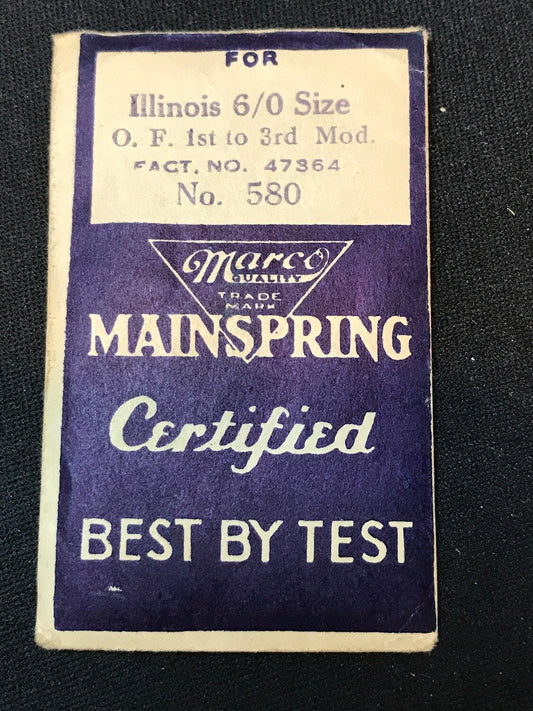 FOR
Illinois 6/0 Size
O. F. 1st to 3rd Mod.
FACT. NO. 47364
No. 580
Marco
QUALITY
TRADE
MARK
MAINSPRING
Certified
BEST BY TEST